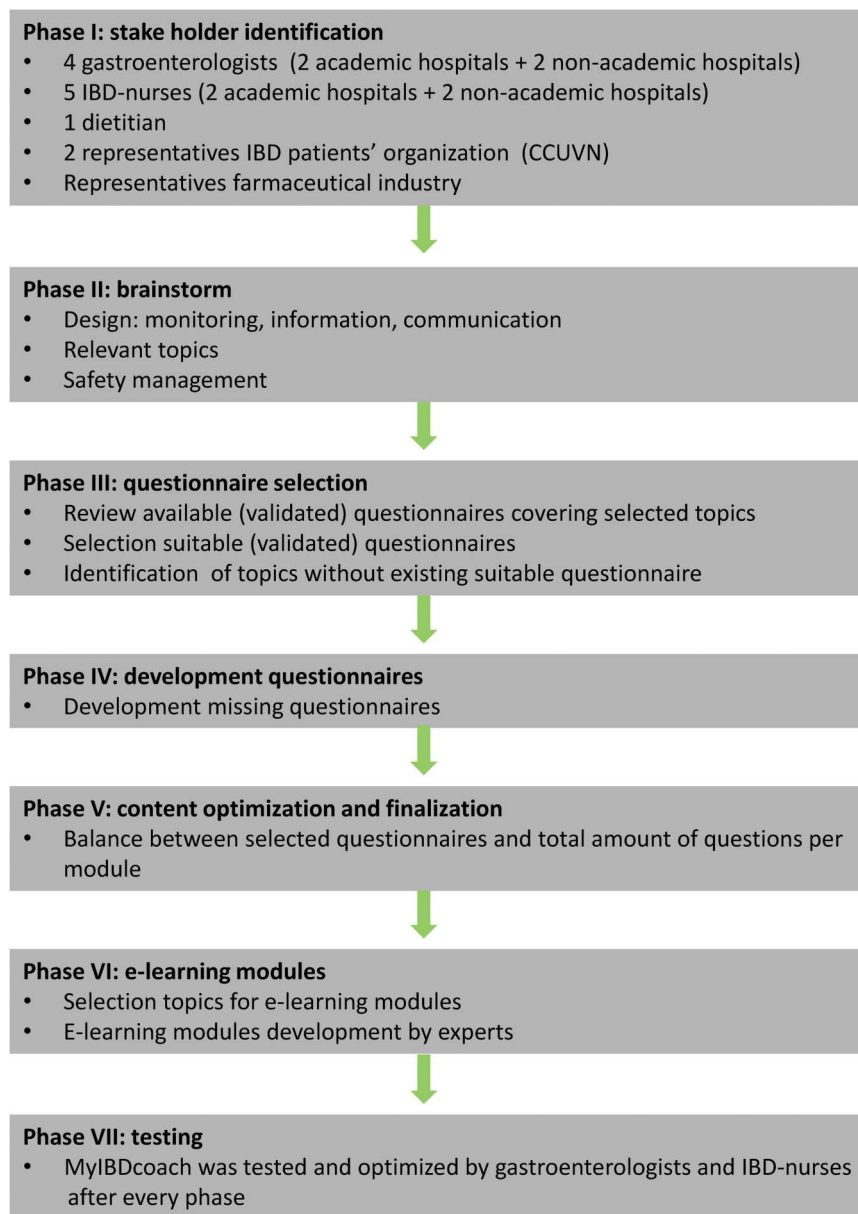 Phase I: stake holder identification
• 4 gastroenterologists (2 academic hospitals + 2 non-academic hospitals)
• 5 IBD-nurses (2 academic hospitals + 2 non-academic hospitals)
• 1 dietitian
• 2 representatives IBD patients’ organization (CCUVN)
• Representatives farmaceutical industry
Phase II: brainstorm
• Design: monitoring, information, communication
• Relevant topics
• Safety management
Phase III: questionnaire selection
• Review available (validated) questionnaires covering selected topics
• Selection suitable (validated) questionnaires
• Identification of topics without existing suitable questionnaire
Phase IV: development questionnaires
• Development missing questionnaires
Phase V: content optimization and finalization
• Balance between selected questionnaires and total amount of questions per
module
Phase VI: e-learning modules
• Selection topics for e-learning modules
• E-learning modules development by experts
Phase VII: testing
• MyIBDcoach was tested and optimized by gastroenterologists and IBD-nurses
after every phase